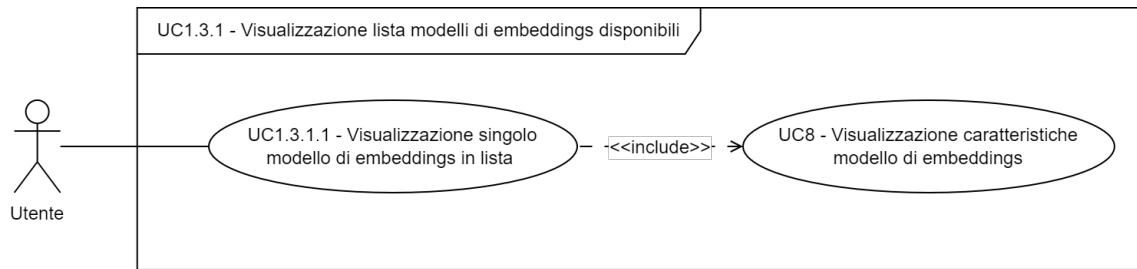 UC1.3.1 - Visualizzazione lista modelli di embeddings disponibili
UC1.3.1.1 - Visualizzazione singolo
modello di embeddings in lista
<<include>>
UC8 - Visualizzazione caratteristiche
modello di embeddings
Utente